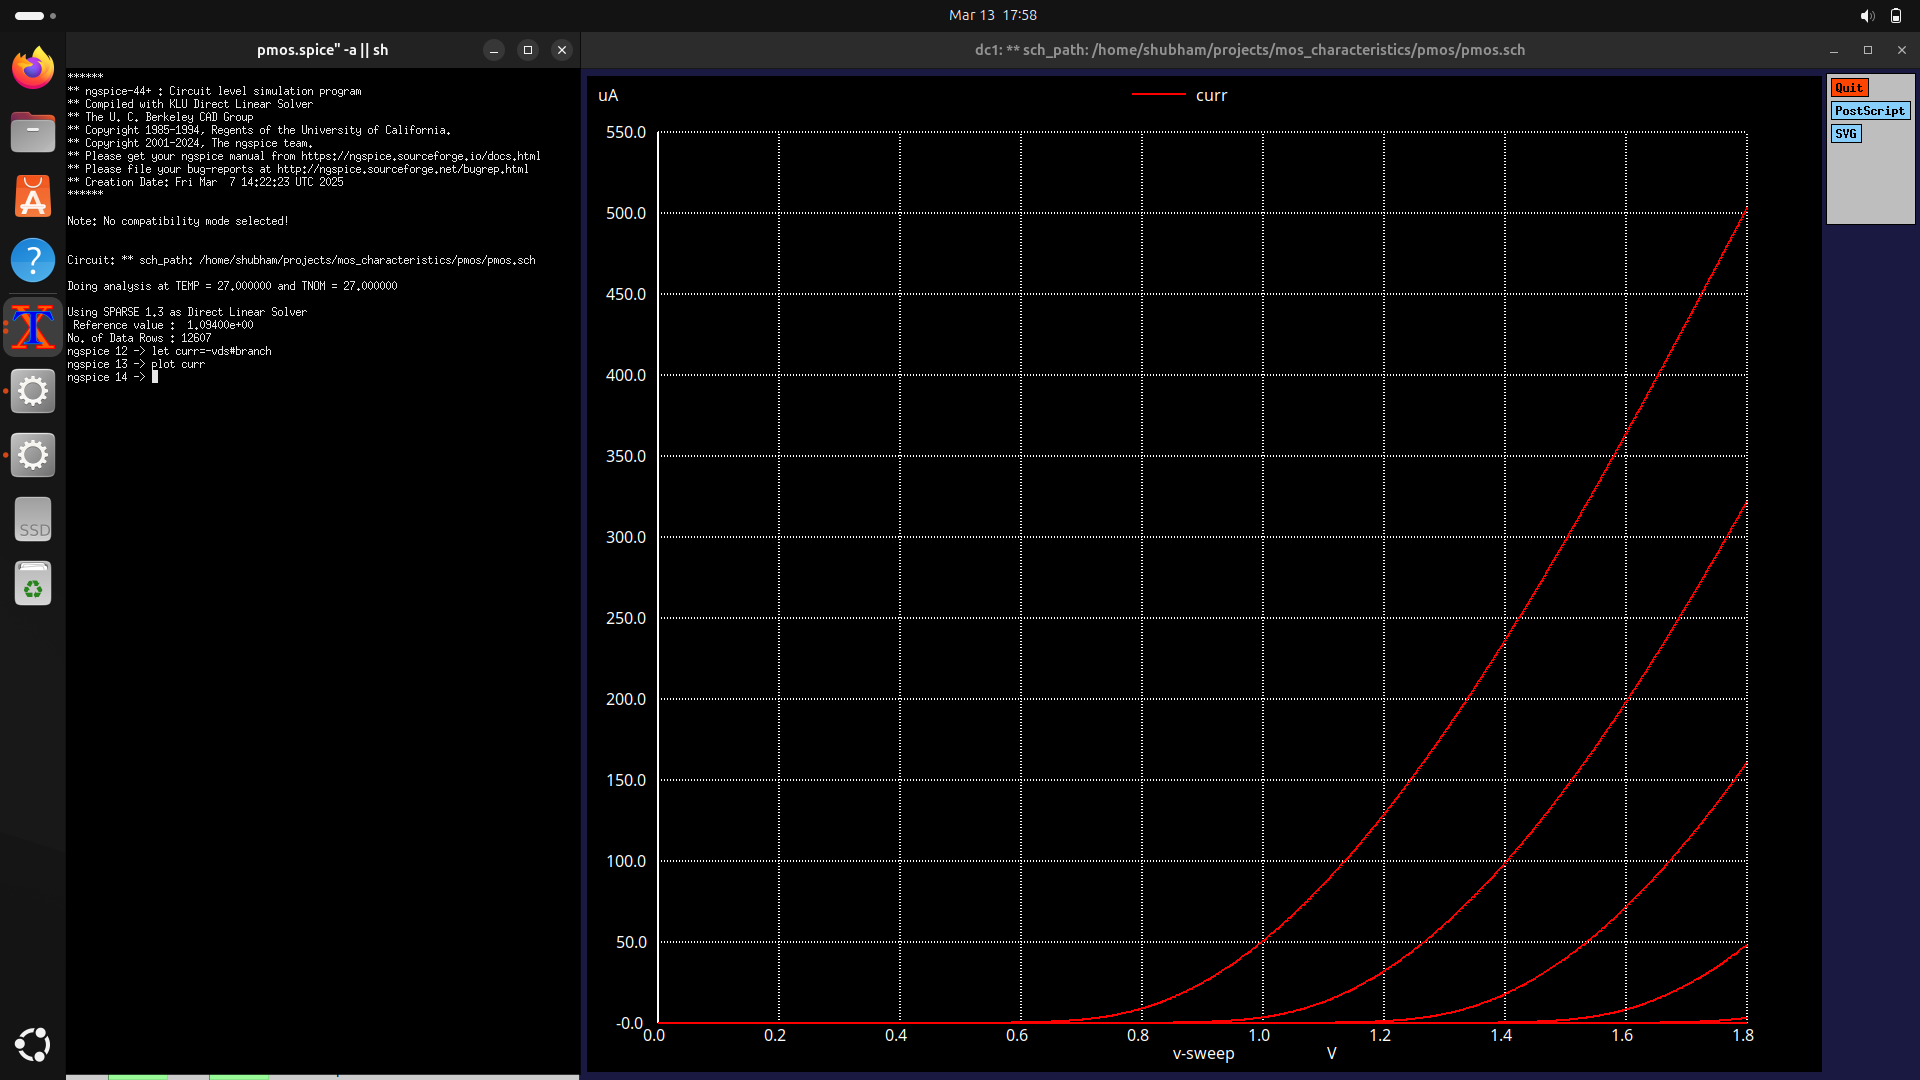 Mar 13 17:58
pmos.spice" -a || sh
******
** ngspice-44+ : Circuit level simulation program
** Compiled with KLU Direct Linear Solver
** The U. C. Berkeley CAD Group
** Copyright 1985-1994, Regents of the University of California.
** Copyright 2001-2024, The ngspice team.
** Please get your ngspice manual from https://ngspice.sourceforge.io/docs.html
** Please file your bug-reports at http://ngspice.sourceforge.net/bugrep.html
** Creation Date: Fri Mar  7 14:22:23 UTC 2025
******
Note: No compatibility mode selected!
Circuit: ** sch_path: /home/shubham/projects/mos_characteristics/pmos/pmos.sch
Doing analysis at TEMP = 27.000000 and TNOM = 27.000000
Using SPARSE 1.3 as Direct Linear Solver
Reference value :  1.09400e+00
No. of Data Rows : 12607
ngspice 12 -> let curr=-vds#branch
ngspice 13 -> plot curr
ngspice 14 ->
SSD
dc1: ** sch_path: /home/shubham/projects/mos_characteristics/pmos/pmos.sch
uA
curr
550.0
500.0
450.0
400.0
350.0
300.0
250.0
200.0
150.0
100.0
50.0
-0.0
0.0 0.2 0.4 0.6 0.8 1.0 1.2 1.4 1.6 1.8
v-sweep V
Quit
PostScript
SVG